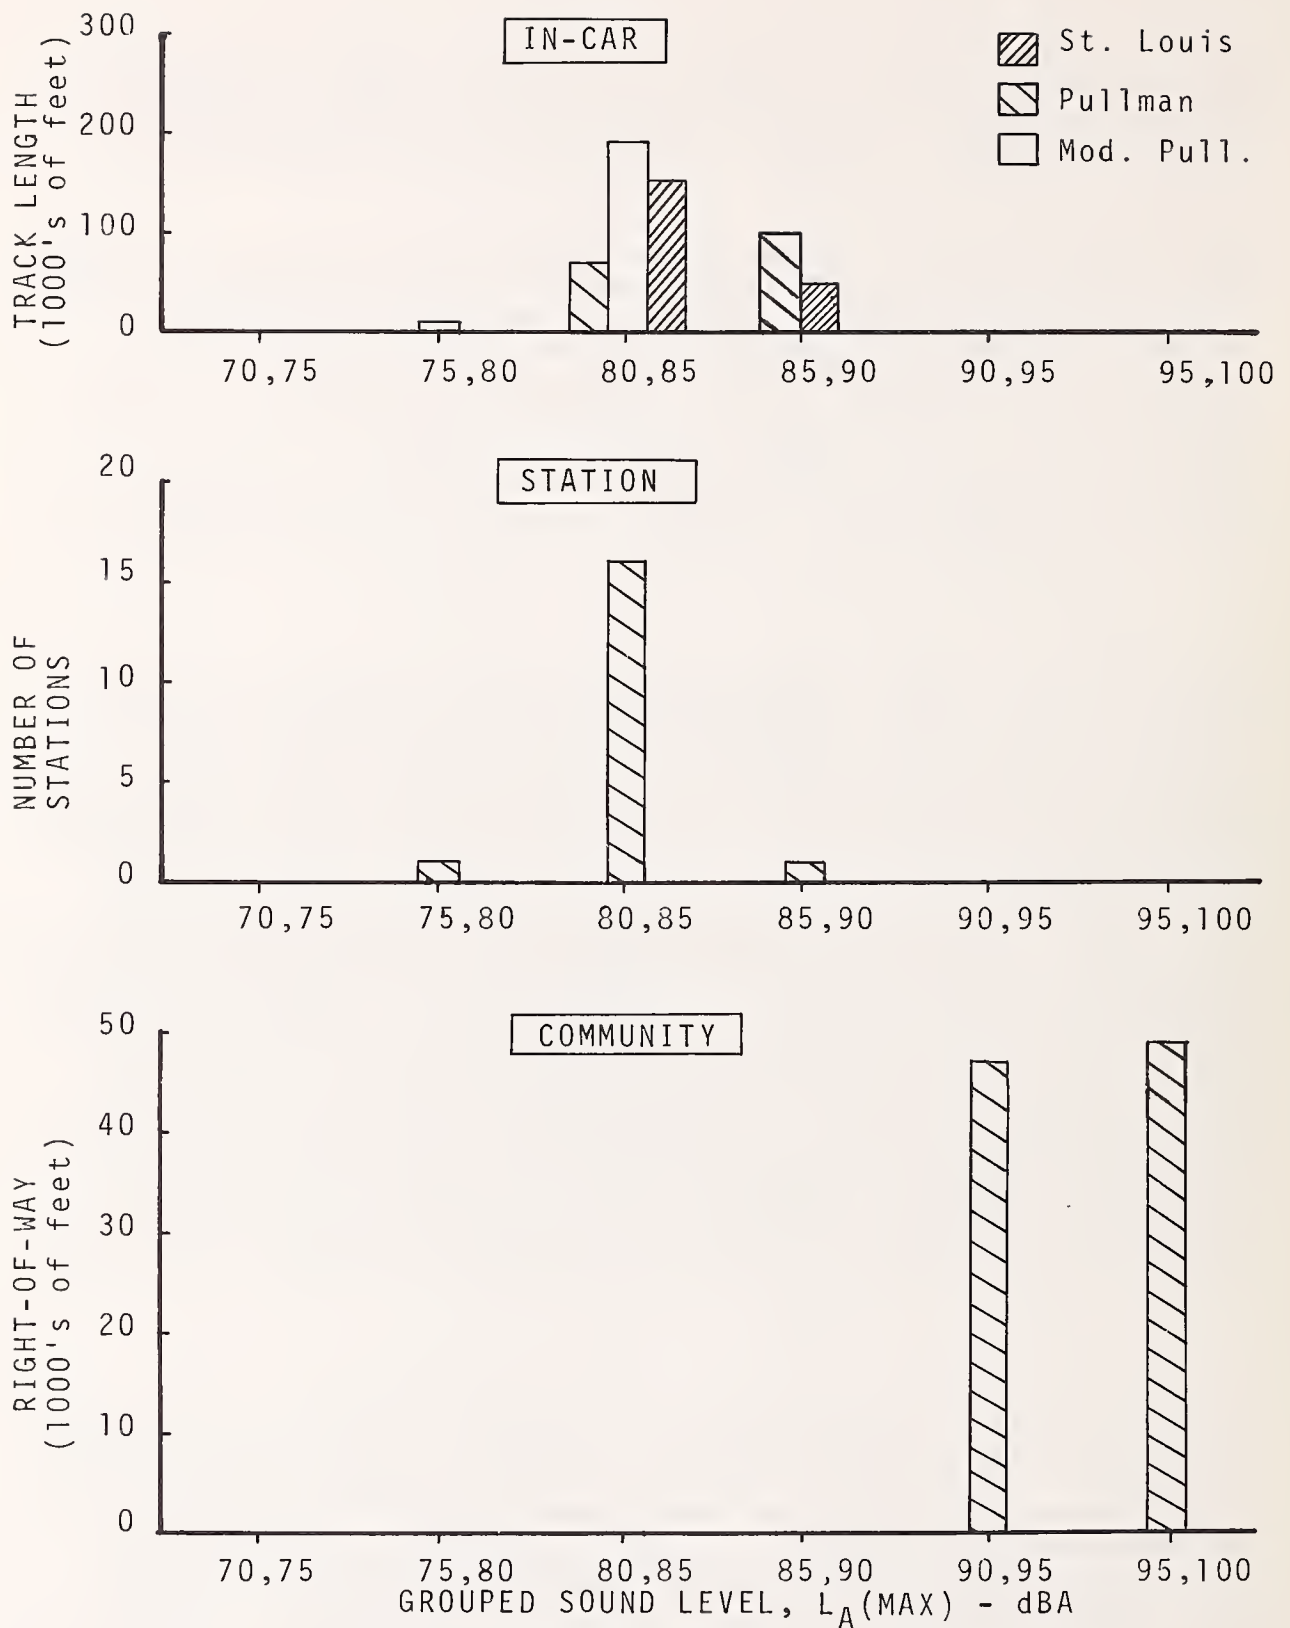 IN-CAR
St. Louis
Pullman
Mod. Pull.
TRACK LENGTH
(1000's of feet)
300
200
100
0
70,75 75,80 80,85 85,90 90,95 95,100
STATION
NUMBER OF
STATIONS
20
15
10
5
0
70,75 75,80 80,85 85,90 90,95 95,100
COMMUNITY
RIGHT-OF-WAY
(1000's of feet)
50
40
30
20
10
0
70,75 75,80 80,85 85,90 90,95 95,100
GROUPED SOUND LEVEL, LA(MAX) - dBA